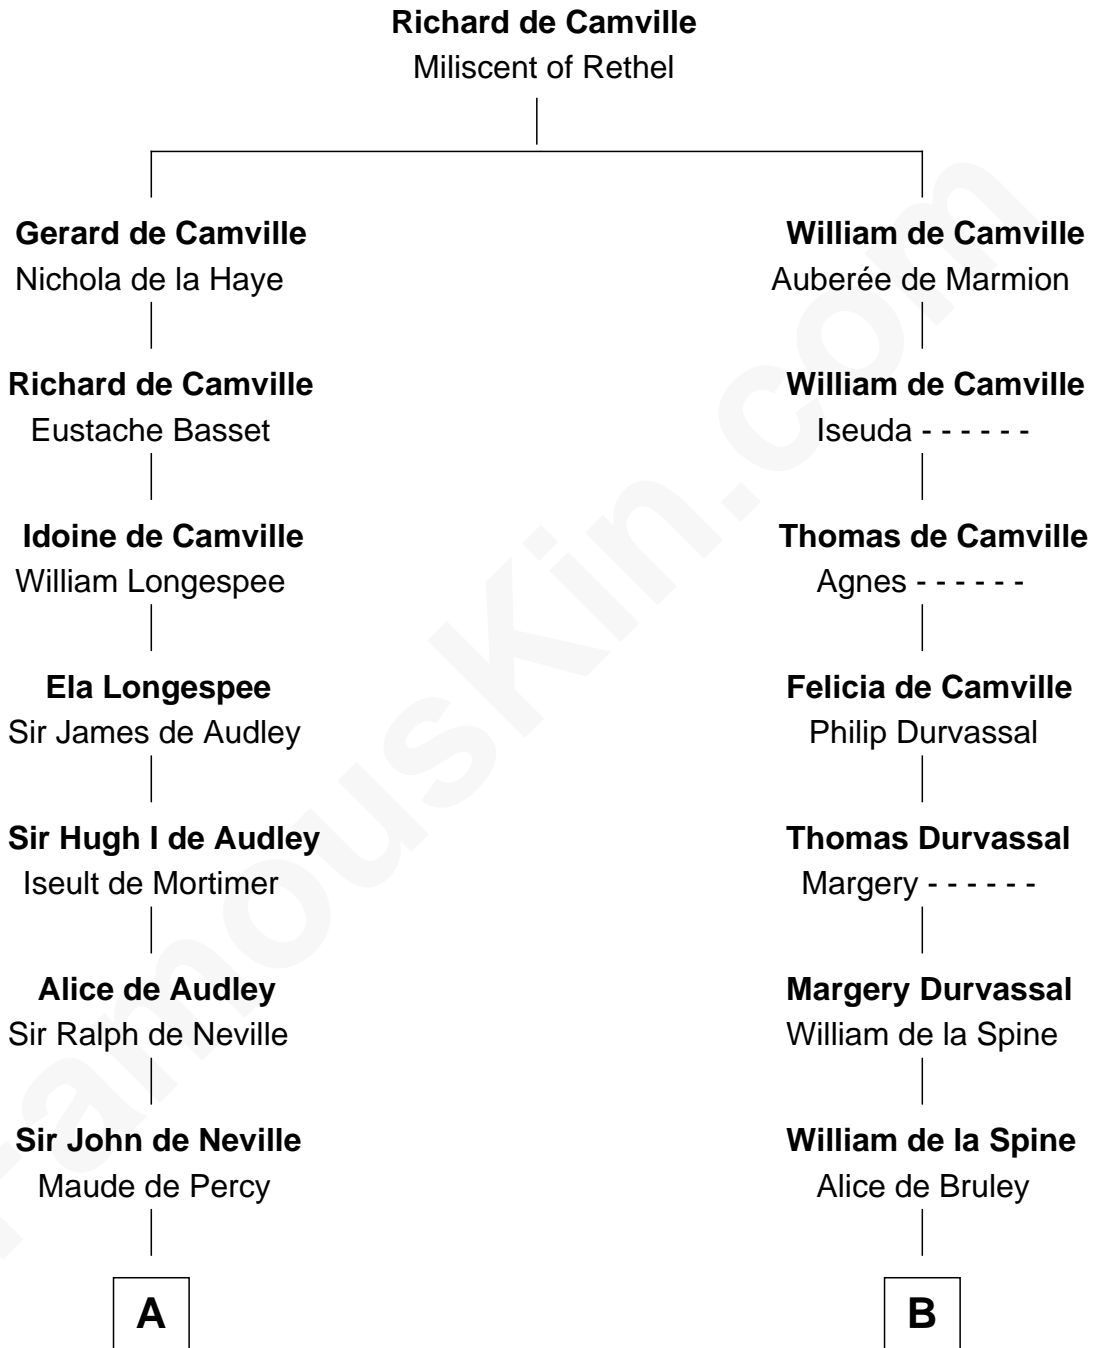 Richard de Camville
Miliscent of Rethel
Gerard de Camville
Nichola de la Haye
William de Camville
Auberée de Marmion
Richard de Camville
Eustache Basset
William de Camville
Iseuda - - - - - -
Idoine de Camville
William Longespee
Thomas de Camville
Agnes - - - - - -
Ela Longespee
Sir James de Audley
Felicia de Camville
Philip Durvassal
Sir Hugh I de Audley
Iseult de Mortimer
Thomas Durvassal
Margery - - - - - -
Alice de Audley
Sir Ralph de Neville
Margery Durvassal
William de la Spine
Sir John de Neville
Maude de Percy
William de la Spine
Alice de Bruley
A
B
FamousKin.com